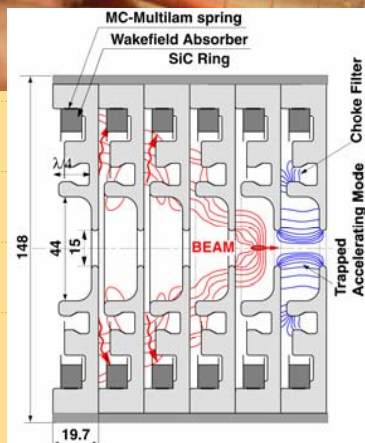 MC-Multilam spring
Wakefield Absorber
SiC Ring
Choke Filter
λ/4
148
44
15
BEAM
Trapped
Accelerating Mode
19.7